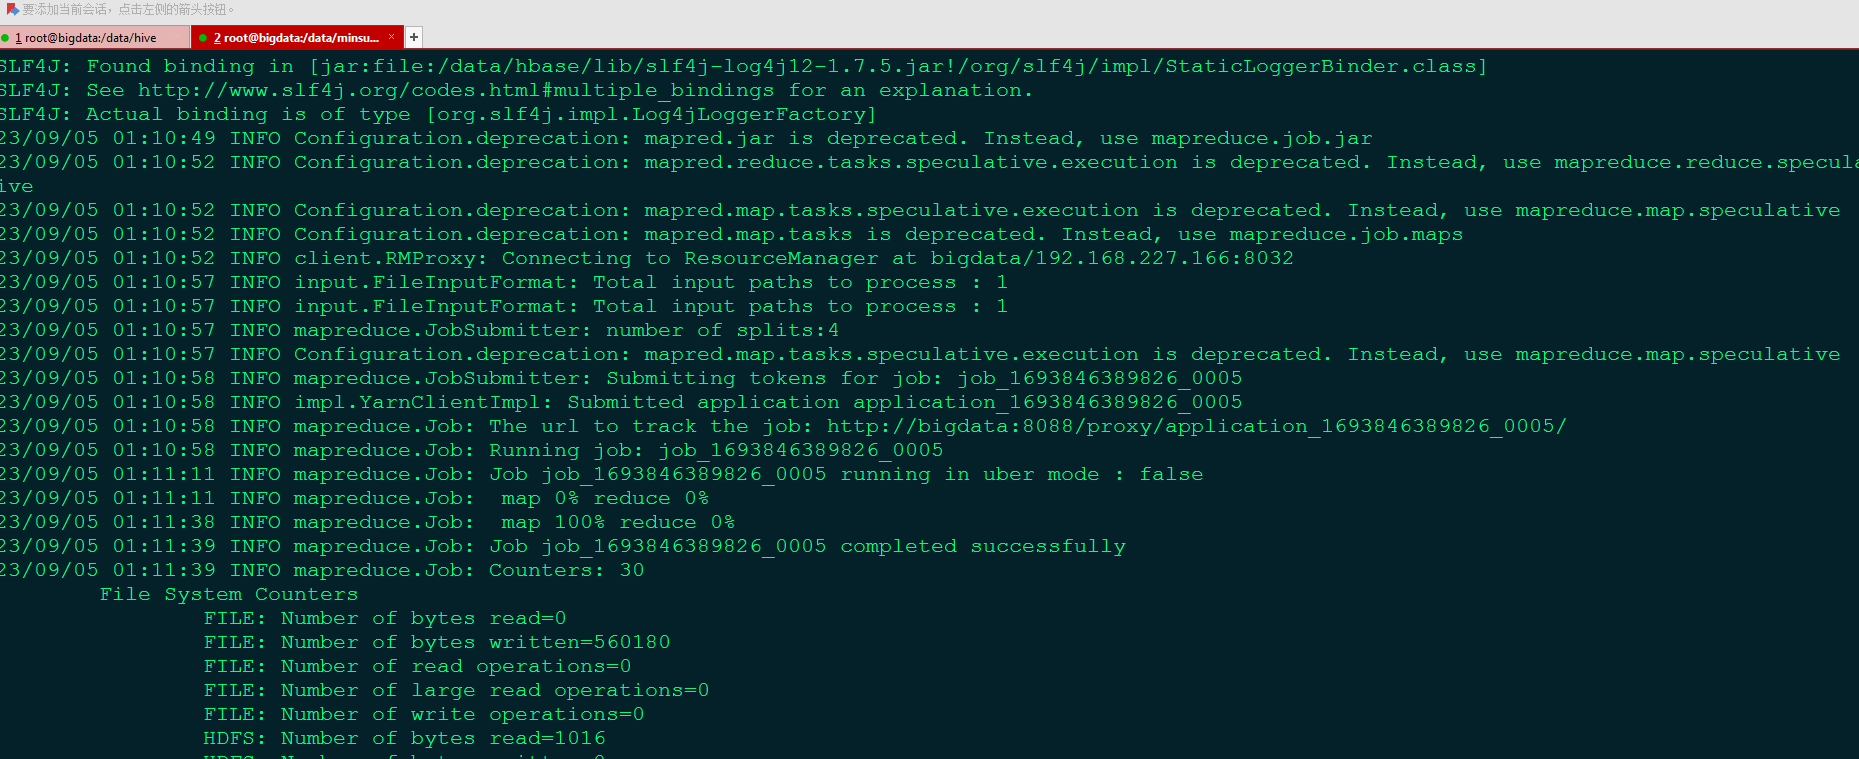 要添加当前会话，点击左侧的箭头按钮。
1 root@bigdata:/data/hive
2 root@bigdata:/data/minsu... × +
SLF4J: Found binding in [jar:file:/data/hbase/lib/slf4j-log4j12-1.7.5.jar!/org/slf4j/impl/StaticLoggerBinder.class]
SLF4J: See http://www.slf4j.org/codes.html#multiple_bindings for an explanation.
SLF4J: Actual binding is of type [org.slf4j.impl.Log4jLoggerFactory]
23/09/05 01:10:49 INFO Configuration.deprecation: mapred.jar is deprecated. Instead, use mapreduce.job.jar
23/09/05 01:10:52 INFO Configuration.deprecation: mapred.reduce.tasks.speculative.execution is deprecated. Instead, use mapreduce.reduce.specula
ive
23/09/05 01:10:52 INFO Configuration.deprecation: mapred.map.tasks.speculative.execution is deprecated. Instead, use mapreduce.map.speculative
23/09/05 01:10:52 INFO Configuration.deprecation: mapred.map.tasks is deprecated. Instead, use mapreduce.job.maps
23/09/05 01:10:52 INFO client.RMProxy: Connecting to ResourceManager at bigdata/192.168.227.166:8032
23/09/05 01:10:57 INFO input.FileInputFormat: Total input paths to process : 1
23/09/05 01:10:57 INFO input.FileInputFormat: Total input paths to process : 1
23/09/05 01:10:57 INFO mapreduce.JobSubmitter: number of splits:4
23/09/05 01:10:57 INFO Configuration.deprecation: mapred.map.tasks.speculative.execution is deprecated. Instead, use mapreduce.map.speculative
23/09/05 01:10:58 INFO mapreduce.JobSubmitter: Submitting tokens for job: job_1693846389826_0005
23/09/05 01:10:58 INFO impl.YarnClientImpl: Submitted application application_1693846389826_0005
23/09/05 01:10:58 INFO mapreduce.Job: The url to track the job: http://bigdata:8088/proxy/application_1693846389826_0005/
23/09/05 01:10:58 INFO mapreduce.Job: Running job: job_1693846389826_0005
23/09/05 01:11:11 INFO mapreduce.Job: Job job_1693846389826_0005 running in uber mode : false
23/09/05 01:11:11 INFO mapreduce.Job:  map 0% reduce 0%
23/09/05 01:11:38 INFO mapreduce.Job:  map 100% reduce 0%
23/09/05 01:11:39 INFO mapreduce.Job: Job job_1693846389826_0005 completed successfully
23/09/05 01:11:39 INFO mapreduce.Job: Counters: 30
File System Counters
FILE: Number of bytes read=0
FILE: Number of bytes written=560180
FILE: Number of read operations=0
FILE: Number of large read operations=0
FILE: Number of write operations=0
HDFS: Number of bytes read=1016